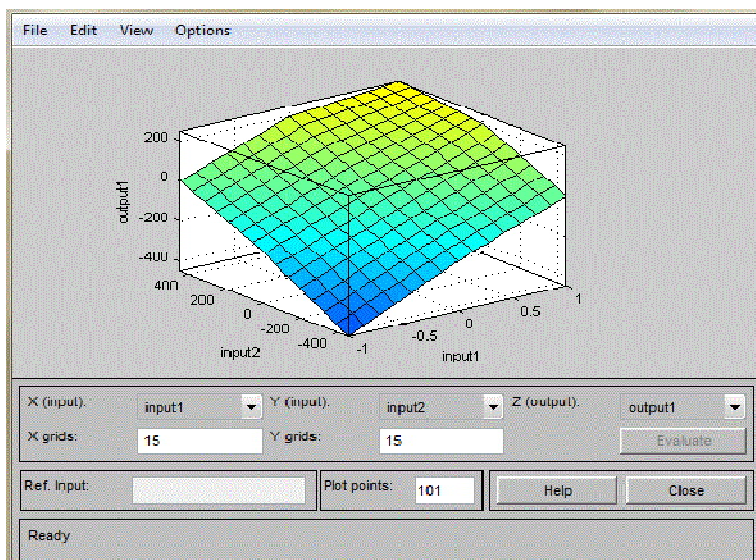 File Edit View Options
200
0
-200
-400
output1
400
200
0
-200
-400
input2
-1
-0.5
0
0.5
1
input1
X (input): input1 Y (input): input2 Z (output): output1
X grids: 15 Y grids: 15 Evaluate
Ref. Input: Plot points: 101 Help Close
Ready